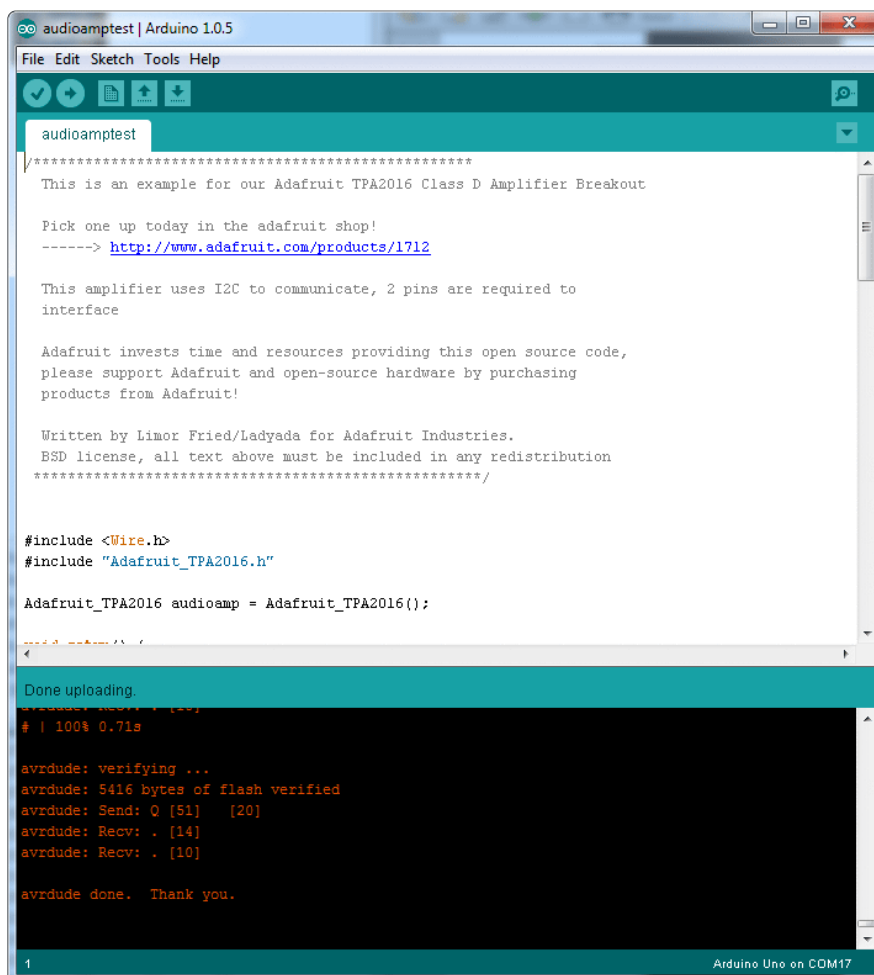 audioamptest | Arduino 1.0.5
File Edit Sketch Tools Help
audioamptest
/***************************************************
This is an example for our Adafruit TPA2016 Class D Amplifier Breakout
Pick one up today in the adafruit shop!
------> http://www.adafruit.com/products/1712
This amplifier uses I2C to communicate, 2 pins are required to
interface
Adafruit invests time and resources providing this open source code,
please support Adafruit and open-source hardware by purchasing
products from Adafruit!
Written by Limor Fried/Ladyada for Adafruit Industries.
BSD license, all text above must be included in any redistribution
****************************************************/
#include <Wire.h>
#include "Adafruit_TPA2016.h"
Adafruit_TPA2016 audioamp = Adafruit_TPA2016();
Done uploading.
# | 100% 0.71s
avrdude: verifying ...
avrdude: 5416 bytes of flash verified
avrdude: Send: Q [51]   [20]
avrdude: Recv: . [14]
avrdude: Recv: . [10]
avrdude done.  Thank you.
1
Arduino Uno on COM17